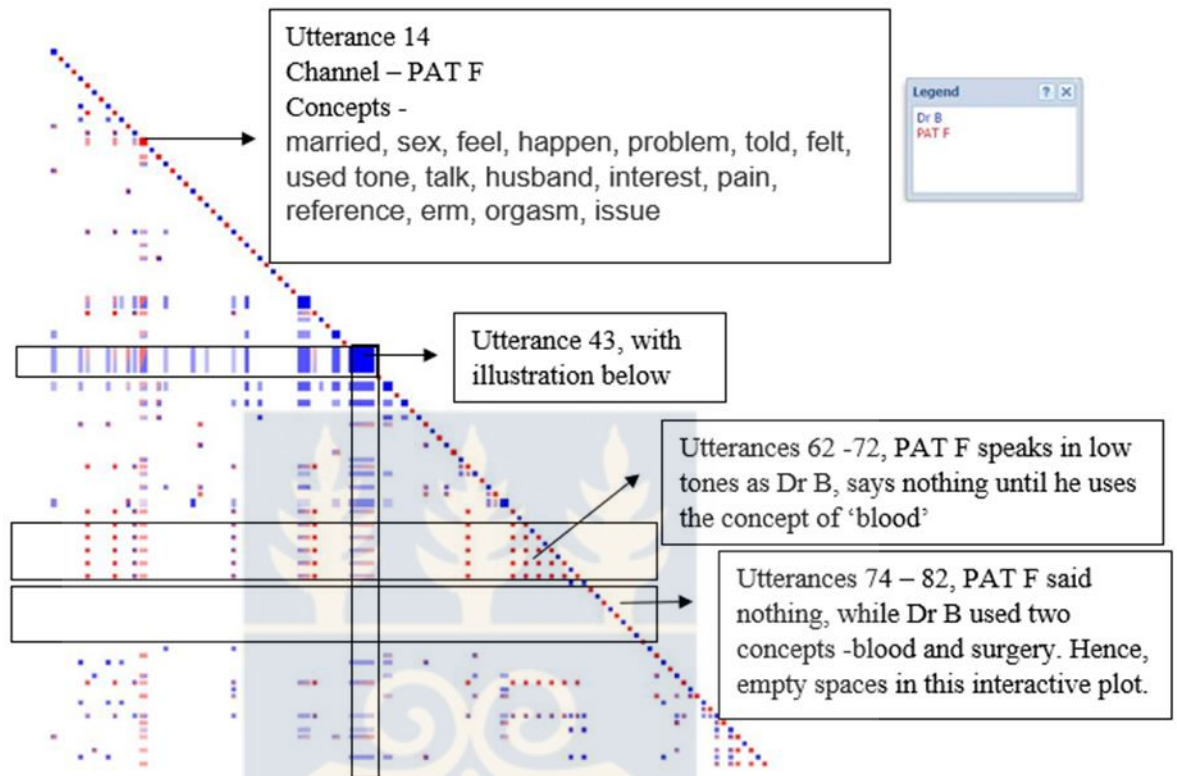 Utterance 14
Channel – PAT F
Concepts -
married, sex, feel, happen, problem, told, felt,
used tone, talk, husband, interest, pain,
reference, erm, orgasm, issue
Legend
Dr B
PAT F
Utterance 43, with
illustration below
Utterances 62 -72, PAT F speaks in low
tones as Dr B, says nothing until he uses
the concept of ‘blood’
Utterances 74 – 82, PAT F said
nothing, while Dr B used two
concepts -blood and surgery. Hence,
empty spaces in this interactive plot.